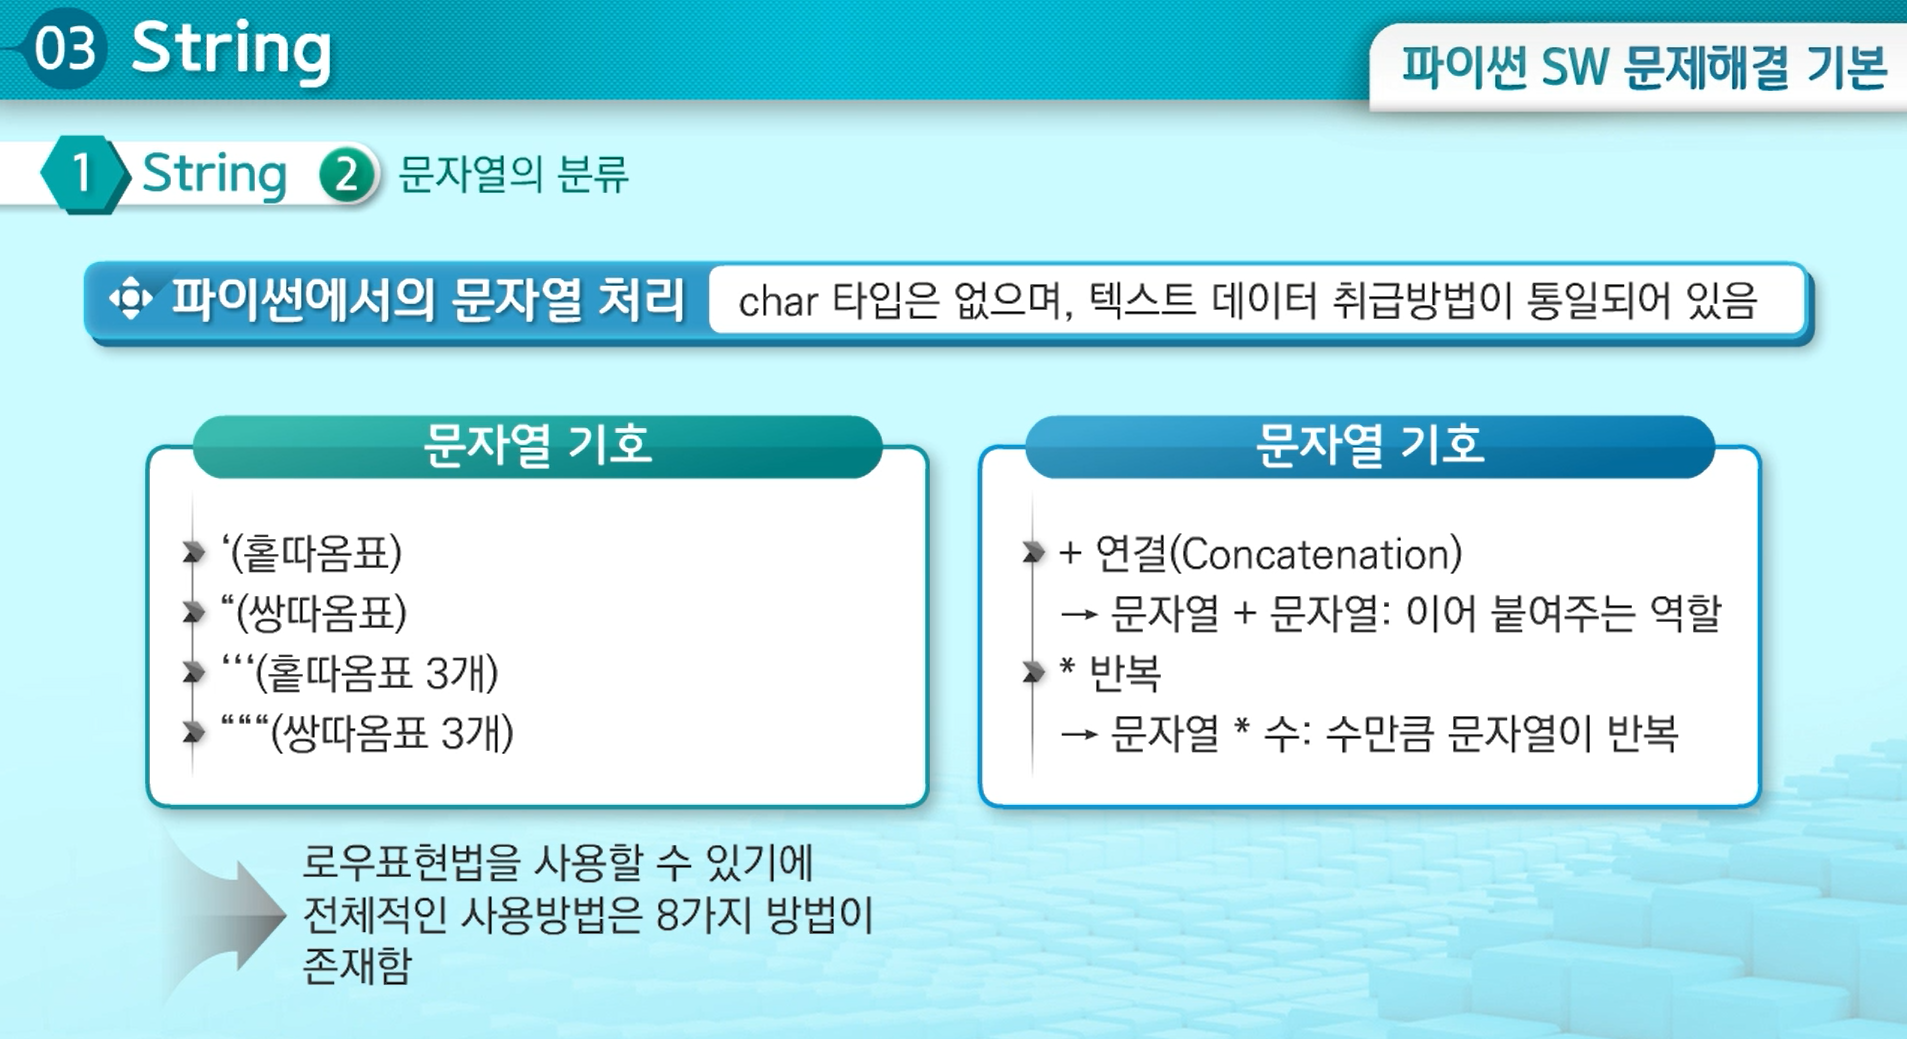 03 String
파이썬 SW 문제해결 기본
1 String 2 문자열의 분류
파이썬에서의 문자열 처리
char 타입은 없으며, 텍스트 데이터 취급방법이 통일되어 있음
문자열 기호
‘(홑따옴표)
“(쌍따옴표)
‘‘‘(홑따옴표 3개)
“““(쌍따옴표 3개)
문자열 기호
+ 연결(Concatenation)
→ 문자열 + 문자열: 이어 붙여주는 역할
* 반복
→ 문자열 * 수: 수만큼 문자열이 반복
로우표현법을 사용할 수 있기에
전체적인 사용방법은 8가지 방법이
존재함